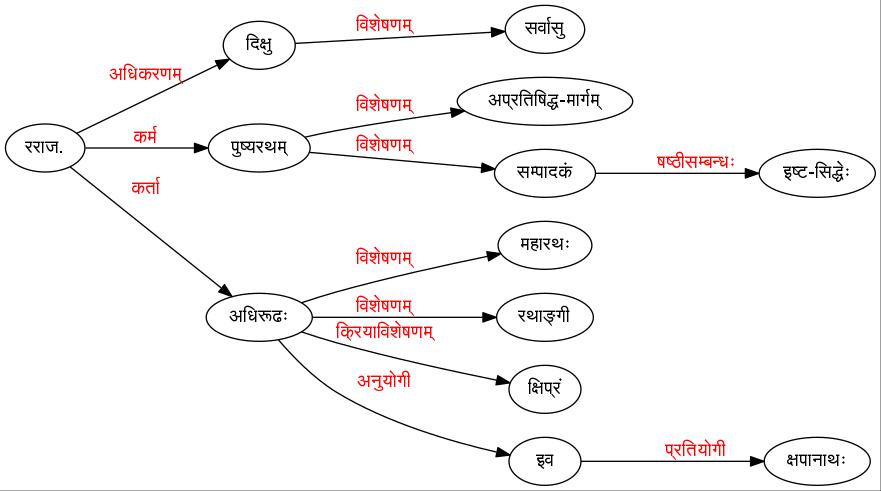 विशेषणम्
सर्वासु
दिक्षु
अधिकरणम्
विशेषणम्
अप्रतिषिद्ध-मार्गम्
रराज.
कर्म
पुष्यरथम्
विशेषणम्
सम्पादकं
षष्ठीसम्बन्धः
इष्ट-सिद्धेः
कर्ता
विशेषणम्
महारथः
अधिरूढः
विशेषणम्
रथाङ्गी
क्रियाविशेषणम्
क्षिप्रं
अनुयोगी
इव
प्रतियोगी
क्षपानाथः